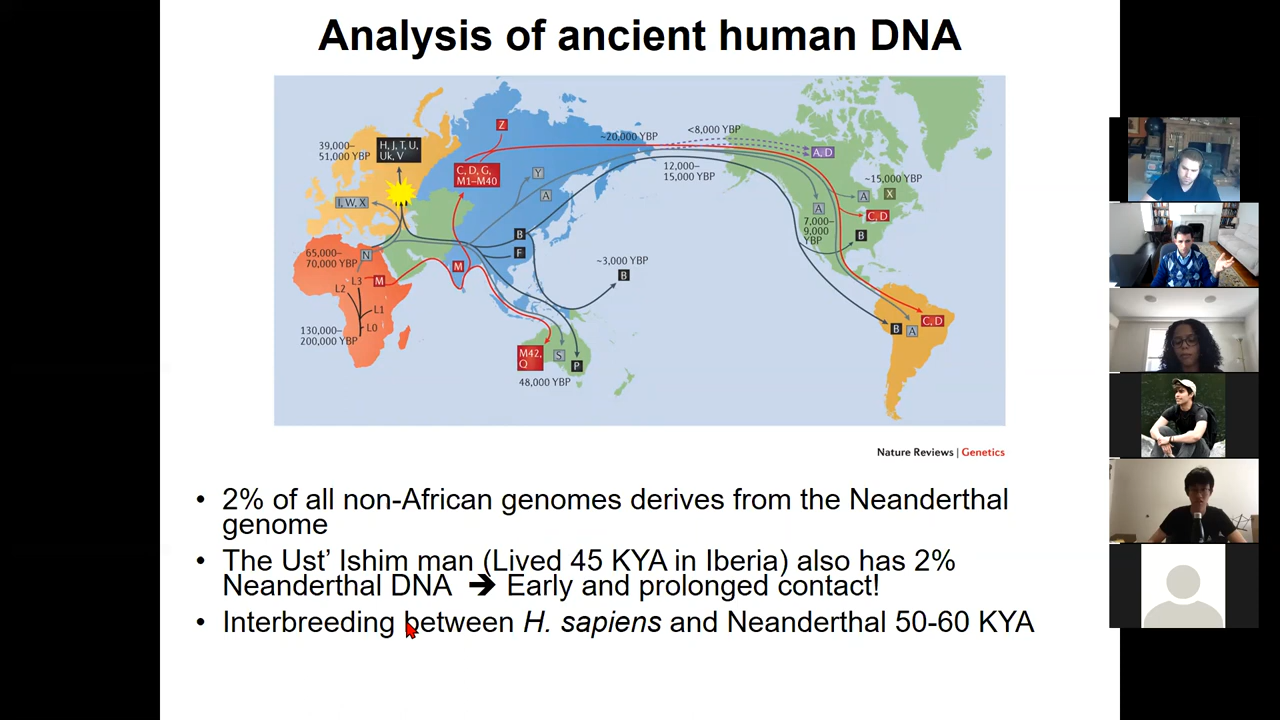 Analysis of ancient human DNA
Z
~20,000 YBP
<8,000 YBP
39,000–
51,000 YBP
H, J, T, U,
Uk, V
A, D
C, D, G,
M1–M40
Y
12,000–
15,000 YBP
~15,000 YBP
I, W, X
A
A
X
A
C, D
7,000–
9,000
YBP
B
B
65,000–
70,000 YBP
N
F
M
~3,000 YBP
B
L3
M
L2
L1
L0
130,000–
200,000 YBP
C, D
B
A
M42,
Q
S
P
48,000 YBP
Nature Reviews | Genetics
• 2% of all non-African genomes derives from the Neanderthal
genome
• The Ust’ Ishim man (Lived 45 KYA in Iberia) also has 2%
Neanderthal DNA ➔ Early and prolonged contact!
• Interbreeding between H. sapiens and Neanderthal 50-60 KYA